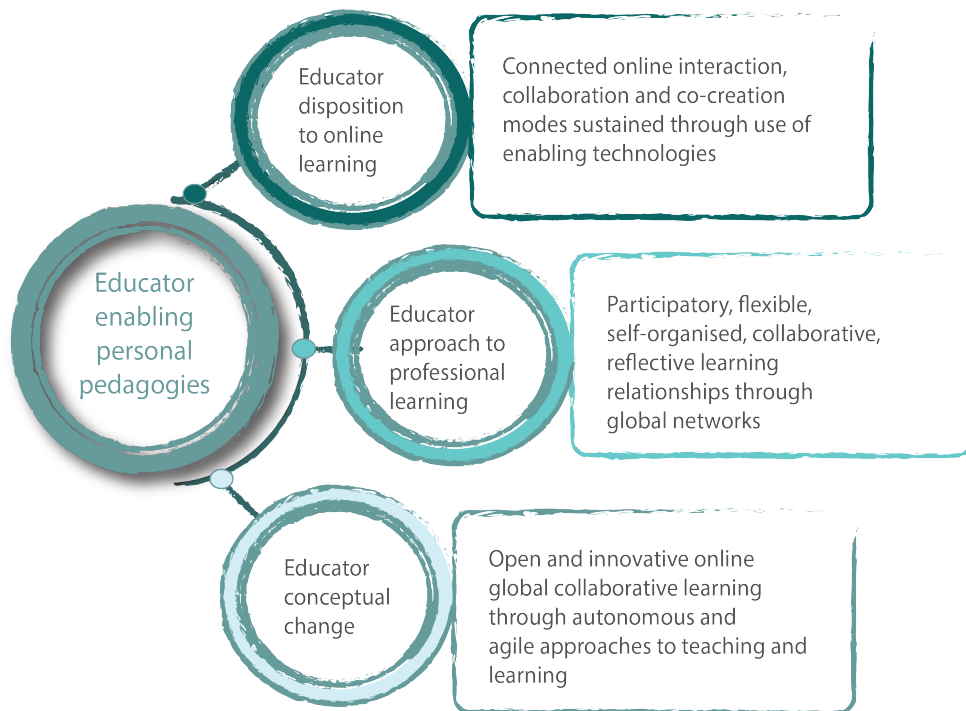 Educator
disposition
to online
learning
Connected online interaction,
collaboration and co-creation
modes sustained through use of
enabling technologies
Educator
enabling
personal
pedagogies
Educator
approach to
professional
learning
Participatory, flexible,
self-organised, collaborative,
reflective learning
relationships through
global networks
Educator
conceptual
change
Open and innovative online
global collaborative learning
through autonomous and
agile approaches to teaching and
learning